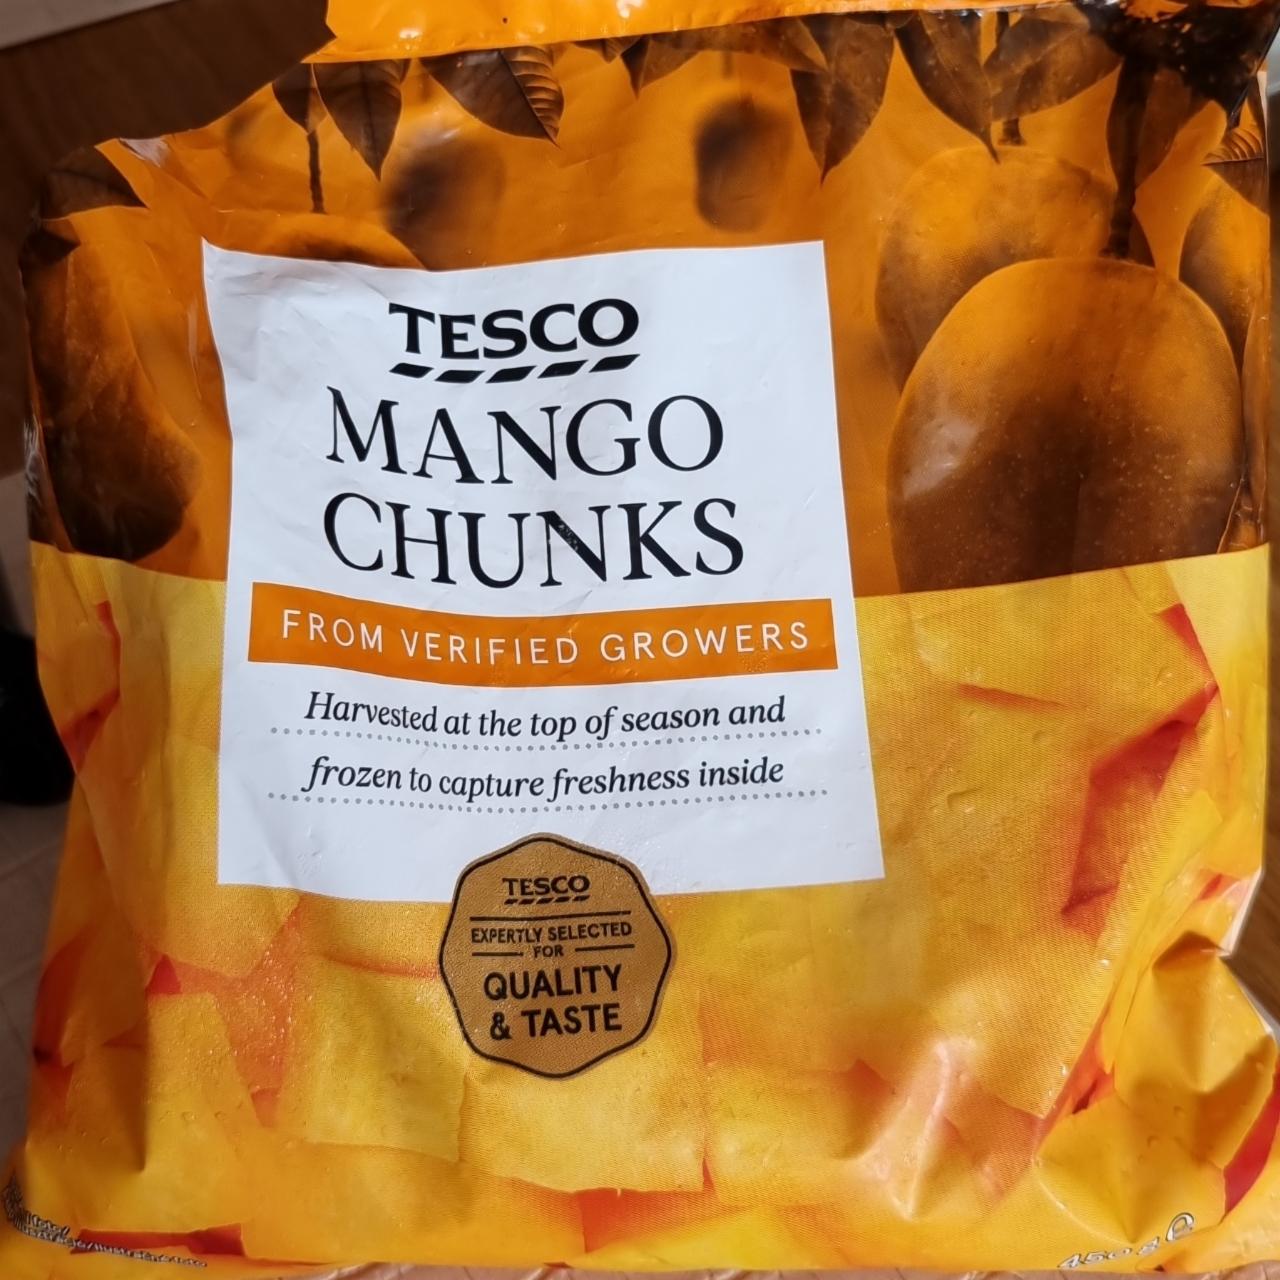 TESCO
MANGO
CHUNKS
FROM VERIFIED GROWERS
Harvested at the top of season and
frozen to capture freshness inside
TESCO
EXPERTLY SELECTED
FOR
QUALITY
& TASTE
450 g e